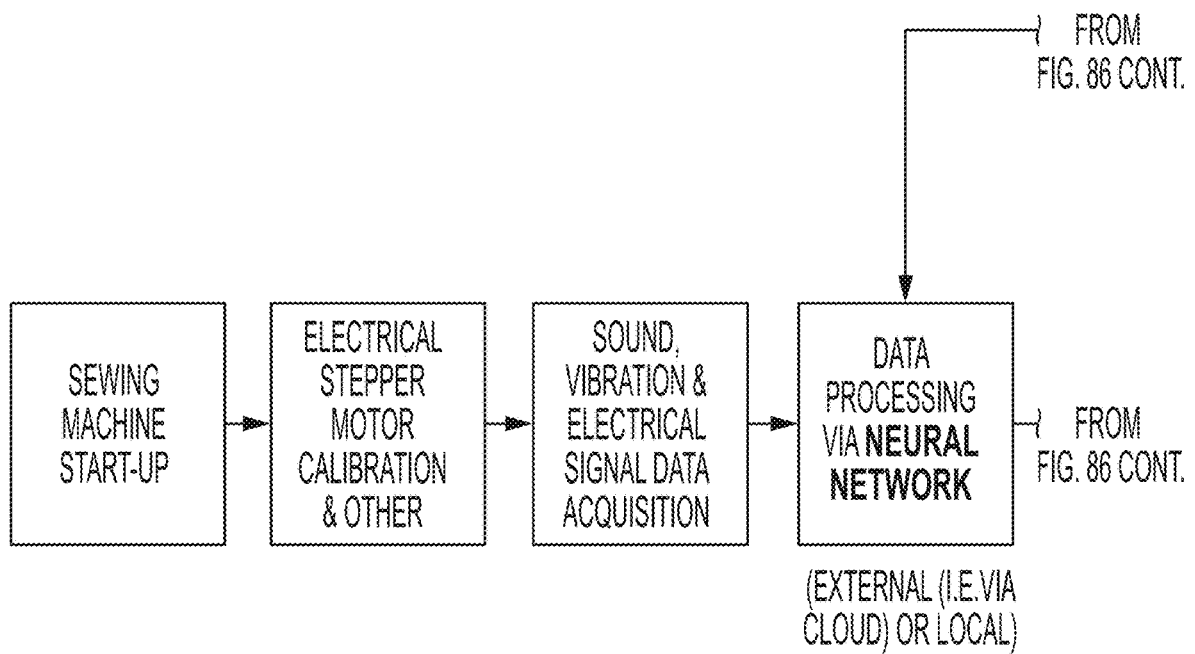 FROM
FIG. 86 CONT.
SEWING
MACHINE
START-UP
ELECTRICAL
STEPPER
MOTOR
CALIBRATION
& OTHER
SOUND,
VIBRATION &
ELECTRICAL
SIGNAL DATA
ACQUISITION
DATA
PROCESSING
VIA NEURAL
NETWORK
FROM
FIG. 86 CONT.
(EXTERNAL (I.E.VIA
CLOUD) OR LOCAL)